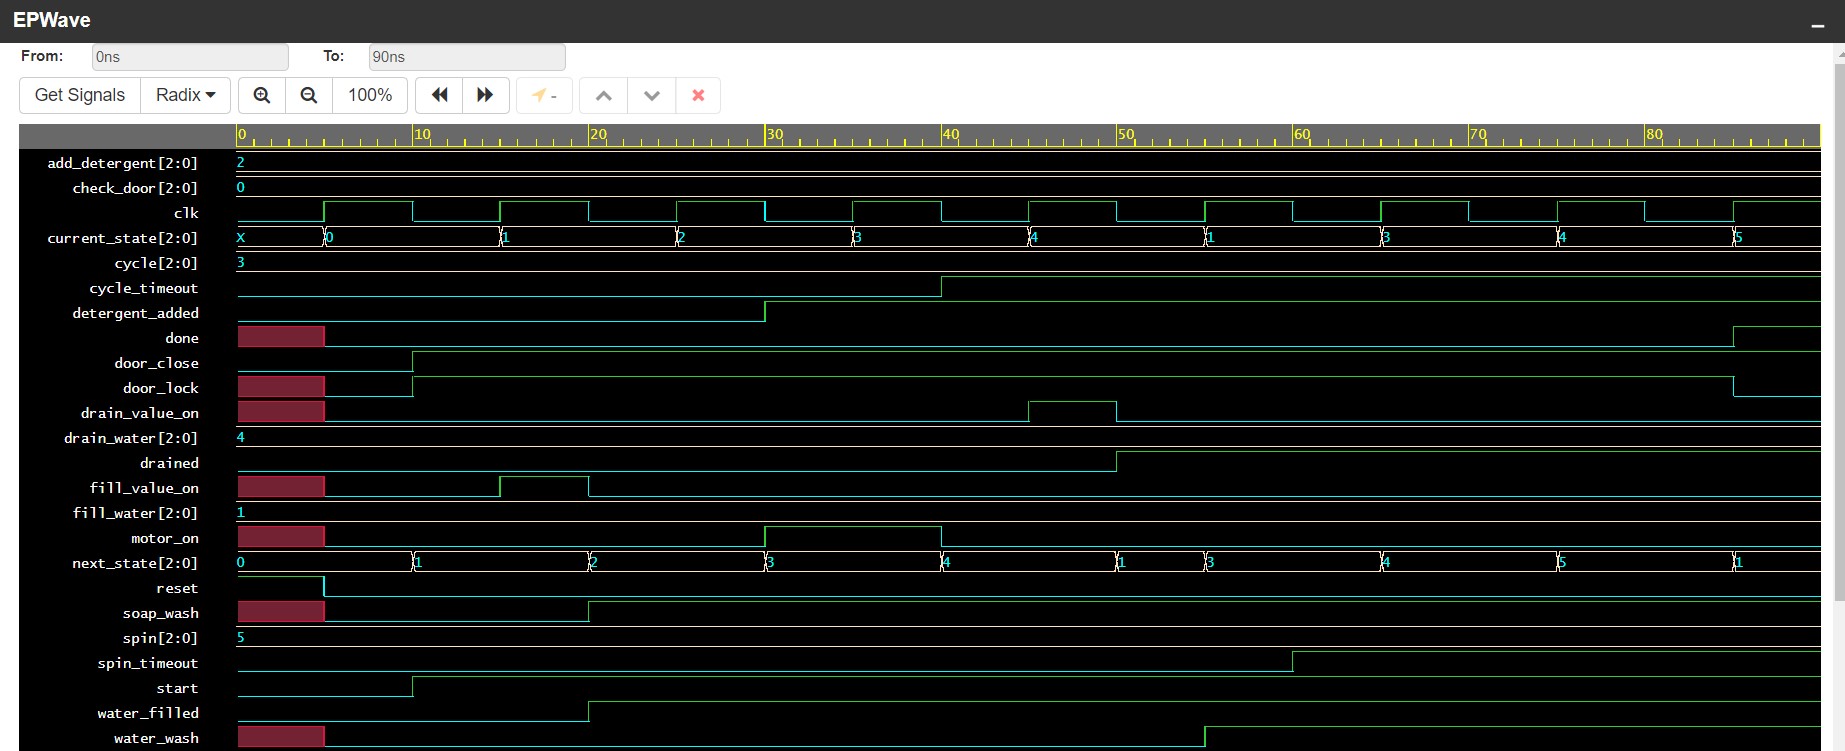 EPWave
From: 0ns To: 90ns
Get Signals Radix 100% -
0 10 20 30 40 50 60 70 80
add_detergent[2:0] 2
check_door[2:0] 0
clk
current_state[2:0] X 0 1 2 3 4 1 3 4 5
cycle[2:0] 3
cycle_timeout
detergent_added
done
door_close
door_lock
drain_value_on
drain_water[2:0] 4
drained
fill_value_on
fill_water[2:0] 1
motor_on
next_state[2:0] 0 1 2 3 4 1 3 4 5 1
reset
soap_wash
spin[2:0] 5
spin_timeout
start
water_filled
water_wash